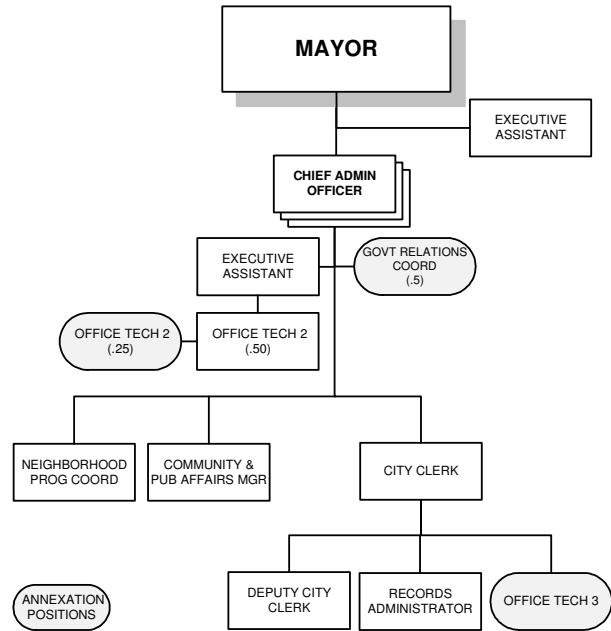 MAYOR
EXECUTIVE
ASSISTANT
CHIEF ADMIN
OFFICER
EXECUTIVE
ASSISTANT
GOVT RELATIONS
COORD
(.5)
OFFICE TECH 2
(.25)
OFFICE TECH 2
(.50)
NEIGHBORHOOD
PROG COORD
COMMUNITY &
PUB AFFAIRS MGR
CITY CLERK
DEPUTY CITY
CLERK
RECORDS
ADMINISTRATOR
OFFICE TECH 3
ANNEXATION
POSITIONS